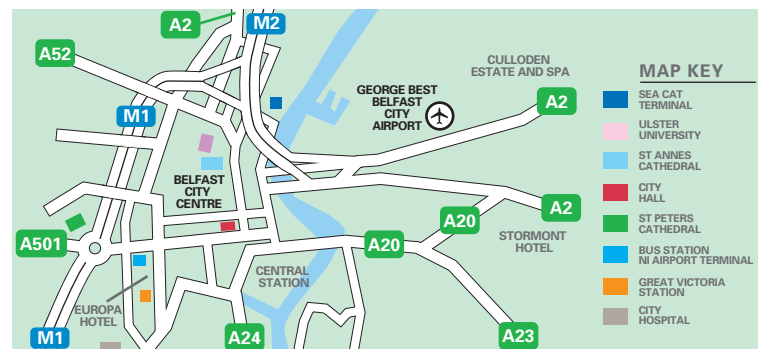 A2
M2
A52
M1
GEORGE BEST
BELFAST
CITY
AIRPORT
CULLODEN
ESTATE AND SPA
A2
BELFAST
CITY
CENTRE
A2
A20
STORMONT
HOTEL
A501
A20
CENTRAL
STATION
EUROPA
HOTEL
M1
A24
A23
MAP KEY
SEA CAT
TERMINAL
ULSTER
UNIVERSITY
ST ANNES
CATHEDRAL
CITY
HALL
ST PETERS
CATHEDRAL
BUS STATION
NI AIRPORT TERMINAL
GREAT VICTORIA
STATION
CITY
HOSPITAL